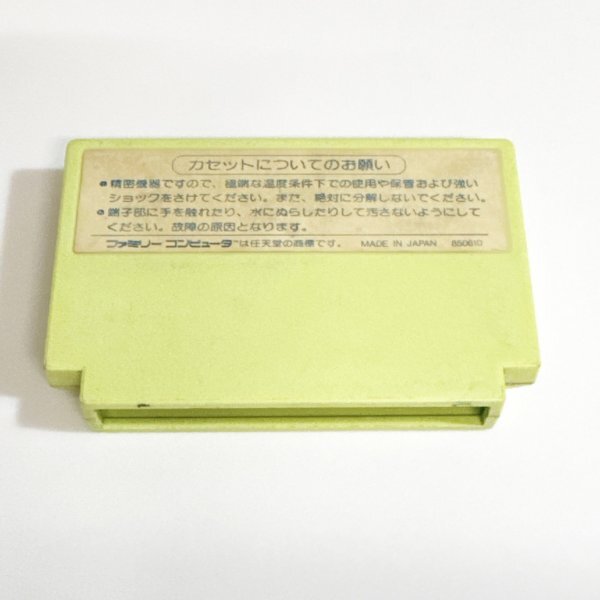 カセットについてのお願い
●精密機器ですので、極端な温度条件下での使用や保管および強い
ショックをさけてください。また、絶対に分解しないでください。
●端子部に手を触れたり、水にぬらしたりして汚さないようにして
ください。故障の原因となります。
ファミリーコンピュータ™は任天堂の商標です。 MADE IN JAPAN 850610